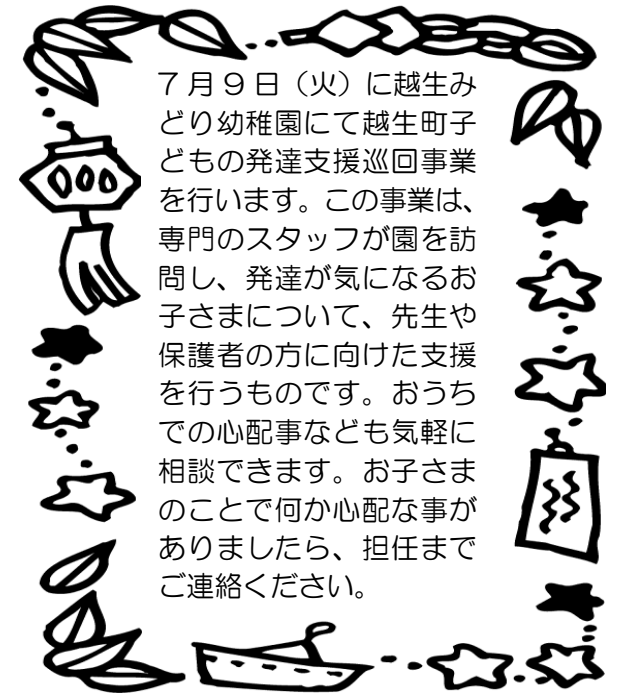 7月9日（火）に越生み
どり幼稚園にて越生町子
どもの発達支援巡回事業
を行います。この事業は、
専門のスタッフが園を訪
問し、発達が気になるお
子さまについて、先生や
保護者の方に向けた支援
を行うものです。おうち
での心配事なども気軽に
相談できます。お子さま
のことで何か心配な事が
ありましたら、担任まで
ご連絡ください。